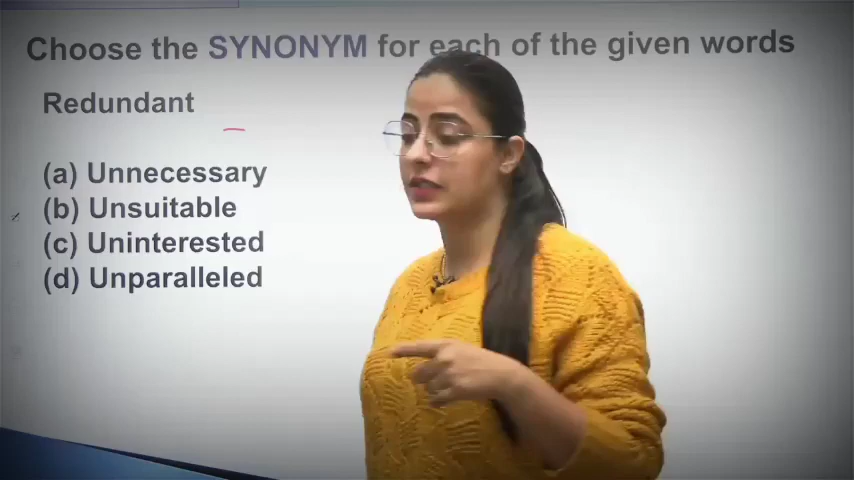 Choose the SYNONYM for each of the given words
Redundant
(a) Unnecessary
(b) Unsuitable
(c) Uninterested
(d) Unparalleled